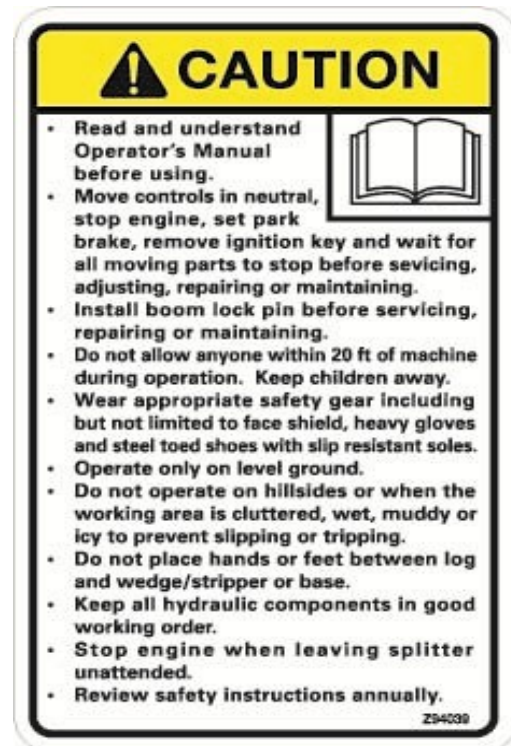 CAUTION
• Read and understand
Operator's Manual
before using.
• Move controls in neutral,
stop engine, set park
brake, remove ignition key and wait for
all moving parts to stop before sevicing,
adjusting, repairing or maintaining.
• Install boom lock pin before servicing,
repairing or maintaining.
• Do not allow anyone within 20 ft of machine
during operation. Keep children away.
• Wear appropriate safety gear including
but not limited to face shield, heavy gloves
and steel toed shoes with slip resistant soles.
• Operate only on level ground.
• Do not operate on hillsides or when the
working area is cluttered, wet, muddy or
icy to prevent slipping or tripping.
• Do not place hands or feet between log
and wedge/stripper or base.
• Keep all hydraulic components in good
working order.
• Stop engine when leaving splitter
unattended.
• Review safety instructions annually.
Z94039